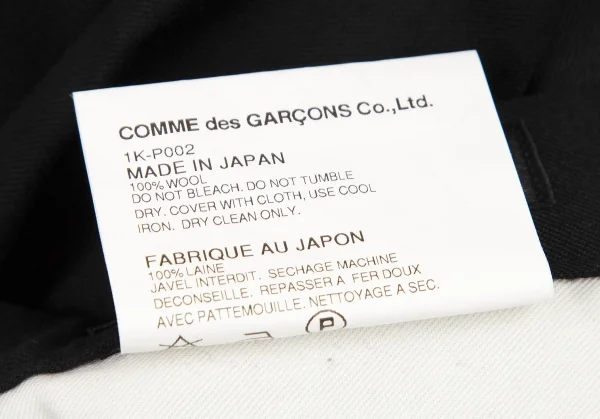 COMME des GARÇONS Co.,Ltd.
1K-P002
MADE IN JAPAN
100% WOOL
DO NOT BLEACH. DO NOT TUMBLE
DRY. COVER WITH CLOTH, USE COOL
IRON. DRY CLEAN ONLY.
FABRIQUE AU JAPON
100% LAINE
JAVEL INTERDIT. SECHAGE MACHINE
DECONSEILLE. REPASSER A FER DOUX
AVEC PATTEMOUILLE. NETTOYAGE A SEC.
P